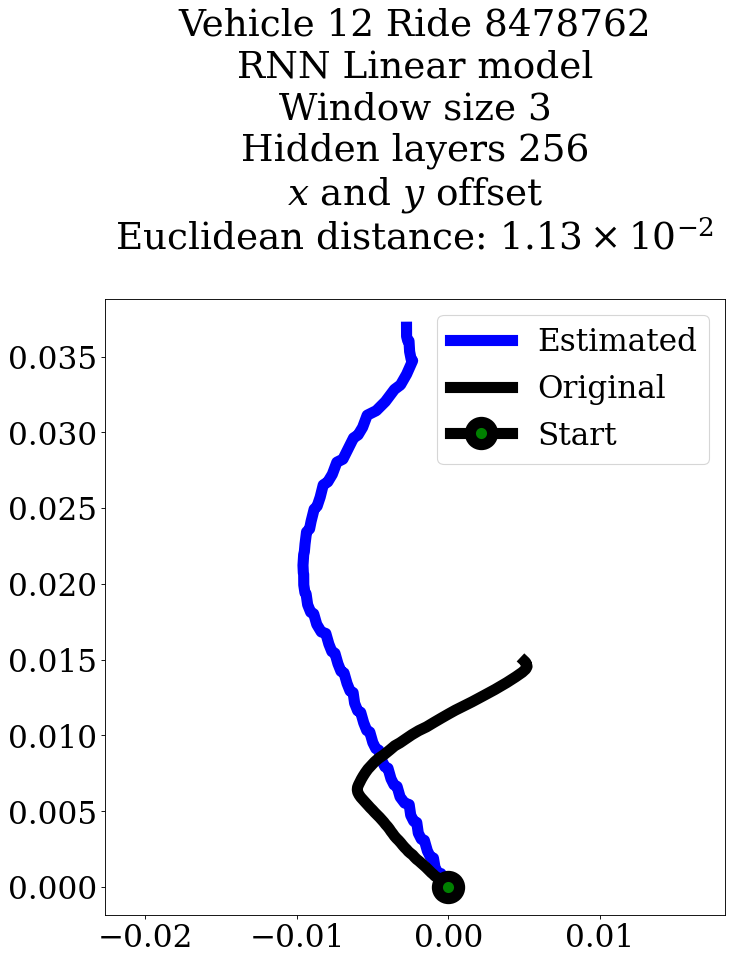 Vehicle 12 Ride 8478762
RNN Linear model
Window size 3
Hidden layers 256
x and y offset
Euclidean distance: 1.13 × 10⁻²
Estimated
Original
Start
0.035
0.030
0.025
0.020
0.015
0.010
0.005
0.000
−0.02 −0.01 0.00 0.01